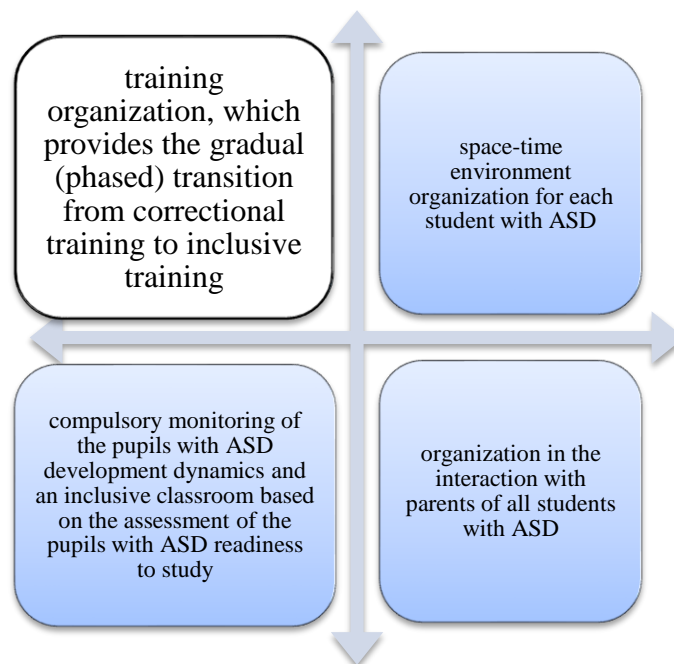 training
organization, which
provides the gradual
(phased) transition
from correctional
training to inclusive
training
space-time
environment
organization for each
student with ASD
compulsory monitoring of
the pupils with ASD
development dynamics and
an inclusive classroom based
on the assessment of the
pupils with ASD readiness
to study
organization in the
interaction with
parents of all students
with ASD